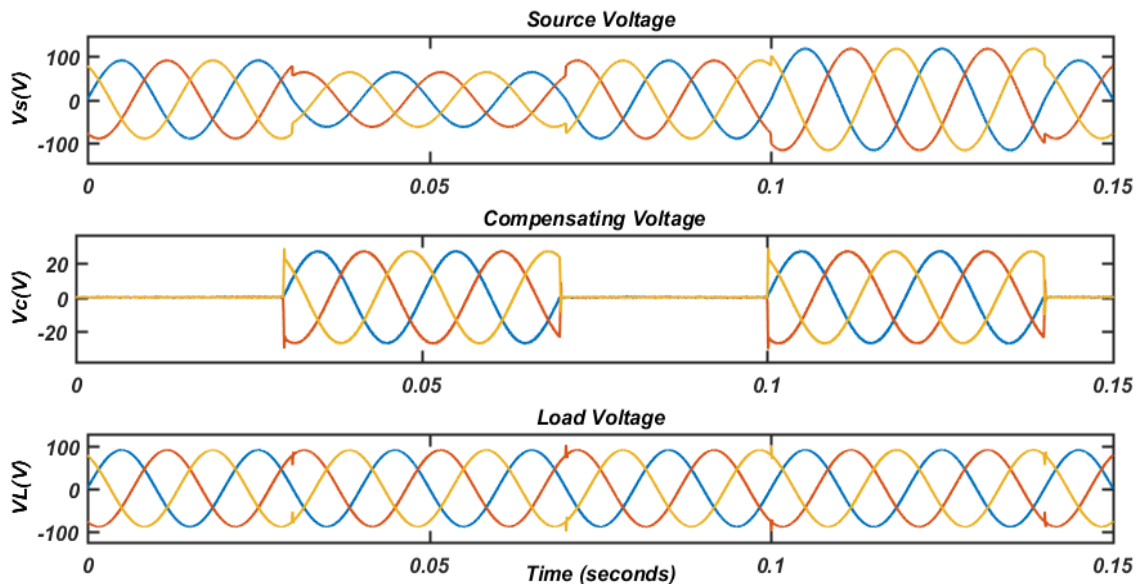 Source Voltage
Vs(V)
100
0
-100
0 0.05 0.1 0.15
Compensating Voltage
Vc(V)
20
0
-20
0 0.05 0.1 0.15
Load Voltage
VL(V)
100
0
-100
0 0.05 0.1 0.15
Time (seconds)